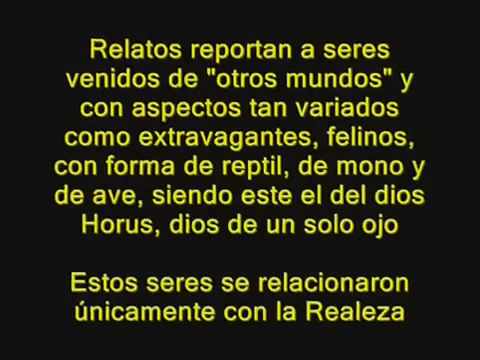 Relatos reportan a seres
venidos de "otros mundos" y
con aspectos tan variados
como extravagantes, felinos,
con forma de reptil, de mono y
de ave, siendo este el del dios
Horus, dios de un solo ojo
Estos seres se relacionaron
únicamente con la Realeza